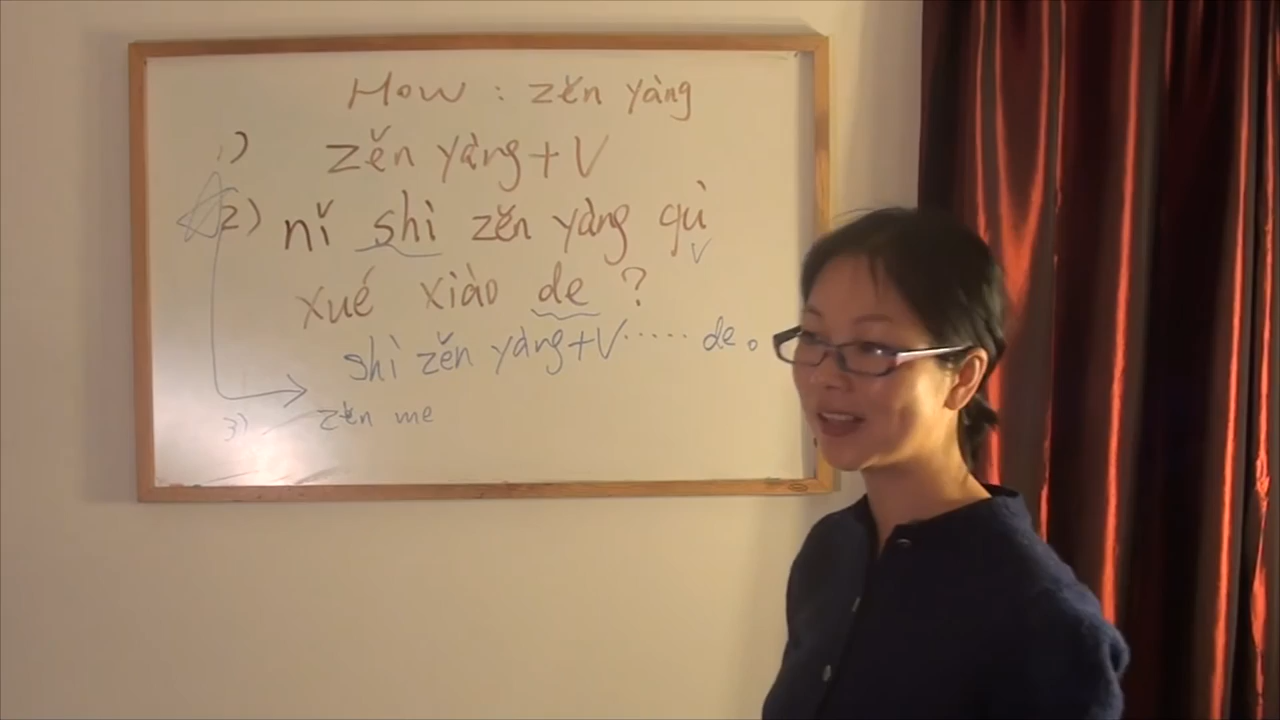 How : zěn yàng
1) zěn yàng + V
2) nǐ shì zěn yàng qù
V
xué xiào de ?
shì zěn yàng + V ...... de 。
3) zěn me